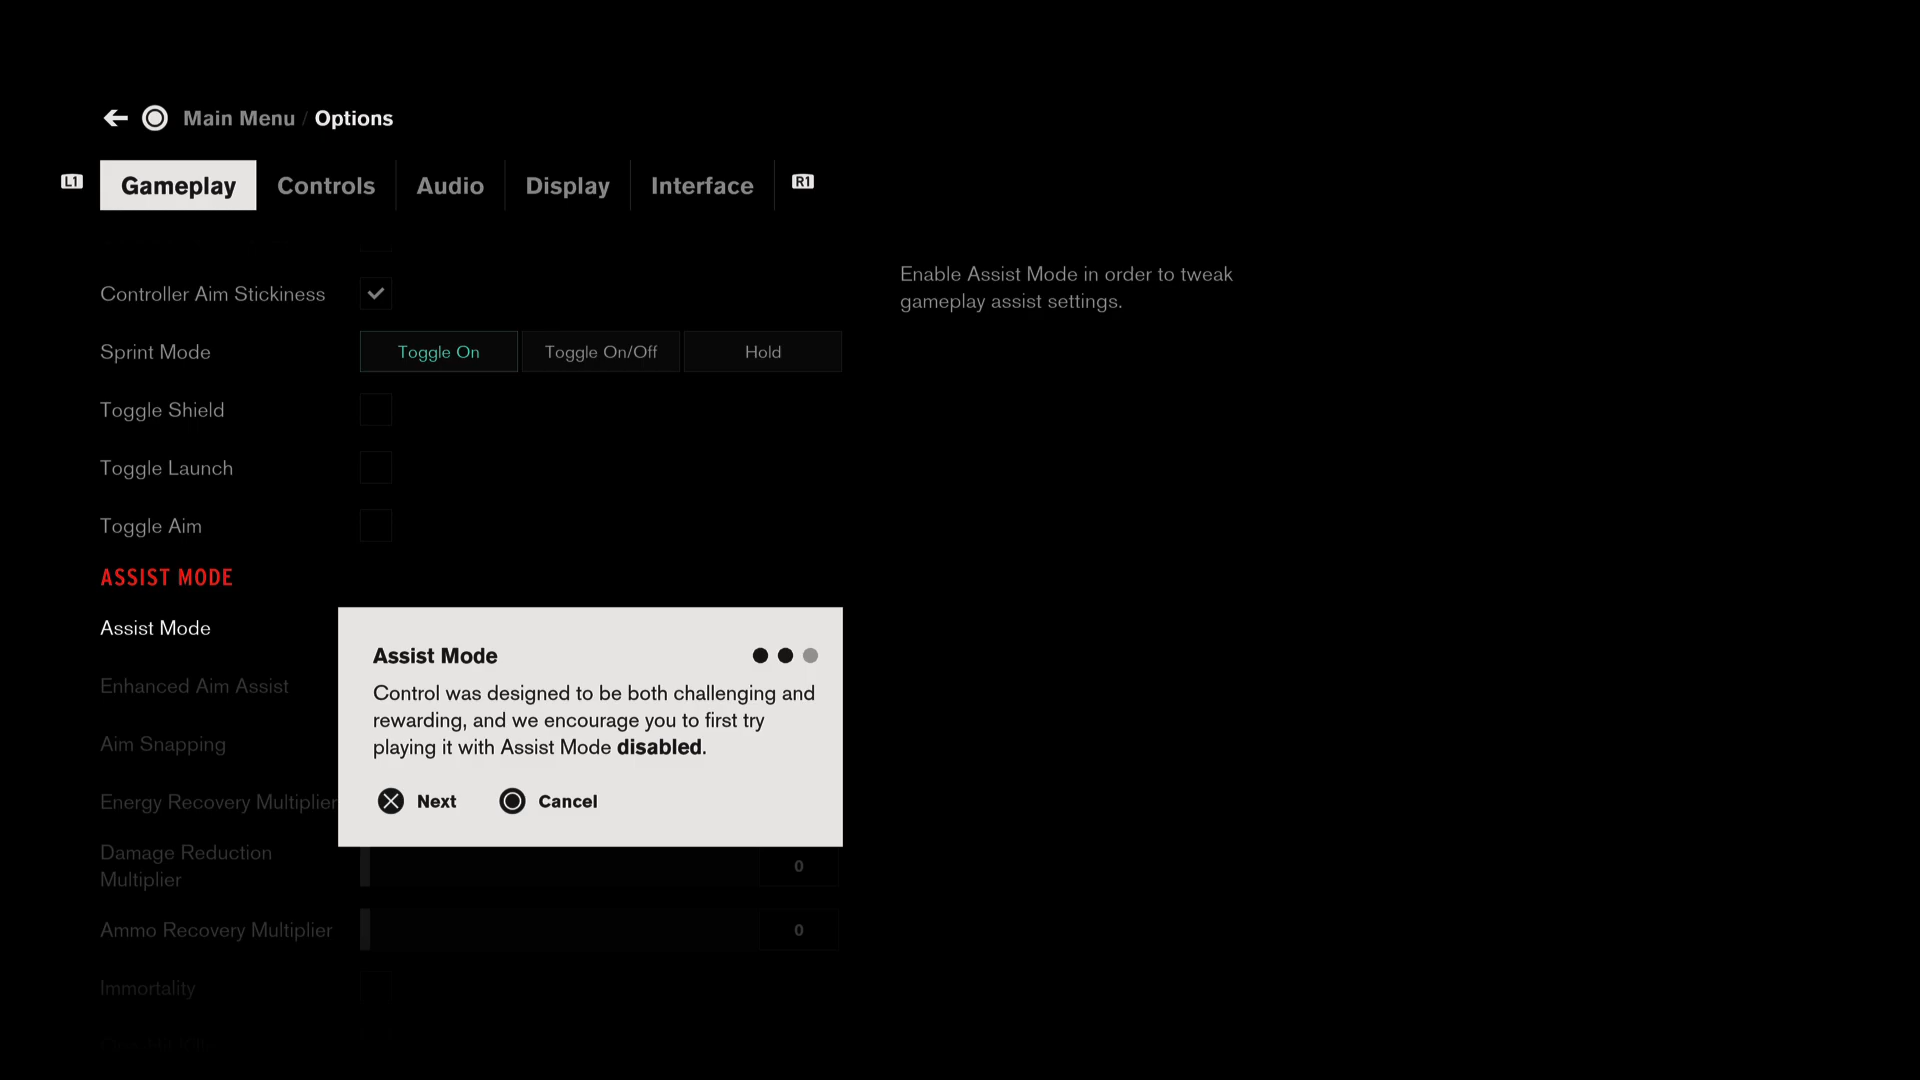 Main Menu / Options
L1 Gameplay Controls Audio Display Interface R1
Controller Aim Stickiness
Enable Assist Mode in order to tweak
gameplay assist settings.
Sprint Mode Toggle On Toggle On/Off Hold
Toggle Shield
Toggle Launch
Toggle Aim
ASSIST MODE
Assist Mode
Assist Mode
Control was designed to be both challenging and
rewarding, and we encourage you to first try
playing it with Assist Mode disabled.
Next Cancel
Enhanced Aim Assist
Aim Snapping
Energy Recovery Multiplier
Damage Reduction
Multiplier
0
Ammo Recovery Multiplier 0
Immortality